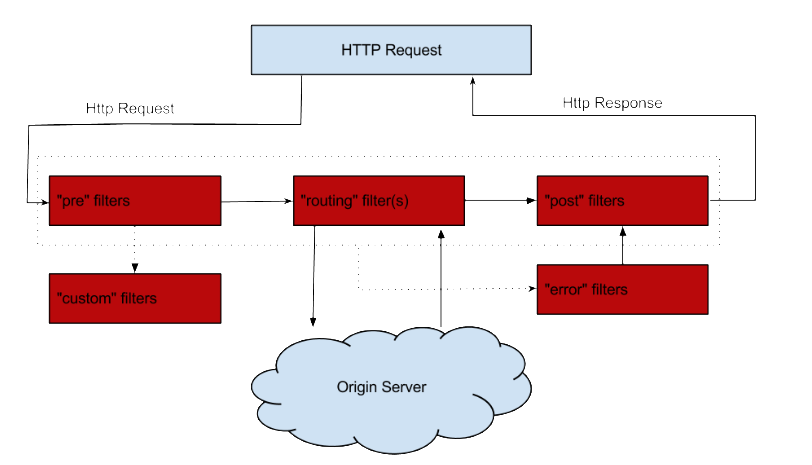 HTTP Request
Http Request
Http Response
"pre" filters
"routing" filter(s)
"post" filters
"custom" filters
"error" filters
Origin Server